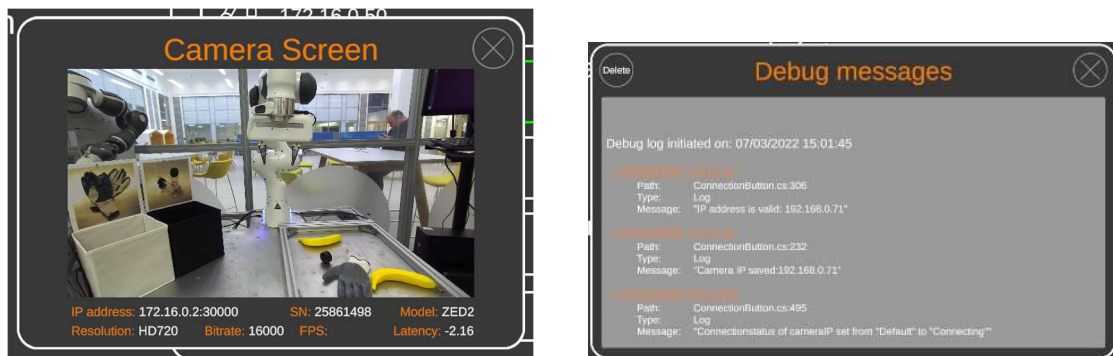 172.16.0.59
Camera Screen
IP address: 172.16.0.2:30000 SN: 25861498 Model: ZED2
Resolution: HD720 Bitrate: 16000 FPS: Latency: -2.16
Delete
Debug messages
Debug log initiated on: 07/03/2022 15:01:45
Path: ConnectionButton.cs:306
Type: Log
Message: "IP address is valid: 192.168.0.71"
Path: ConnectionButton.cs:232
Type: Log
Message: "Camera IP saved:192.168.0.71"
Path: ConnectionButton.cs:495
Type: Log
Message: "Connectionstatus of cameraIP set from "Default" to "Connecting""